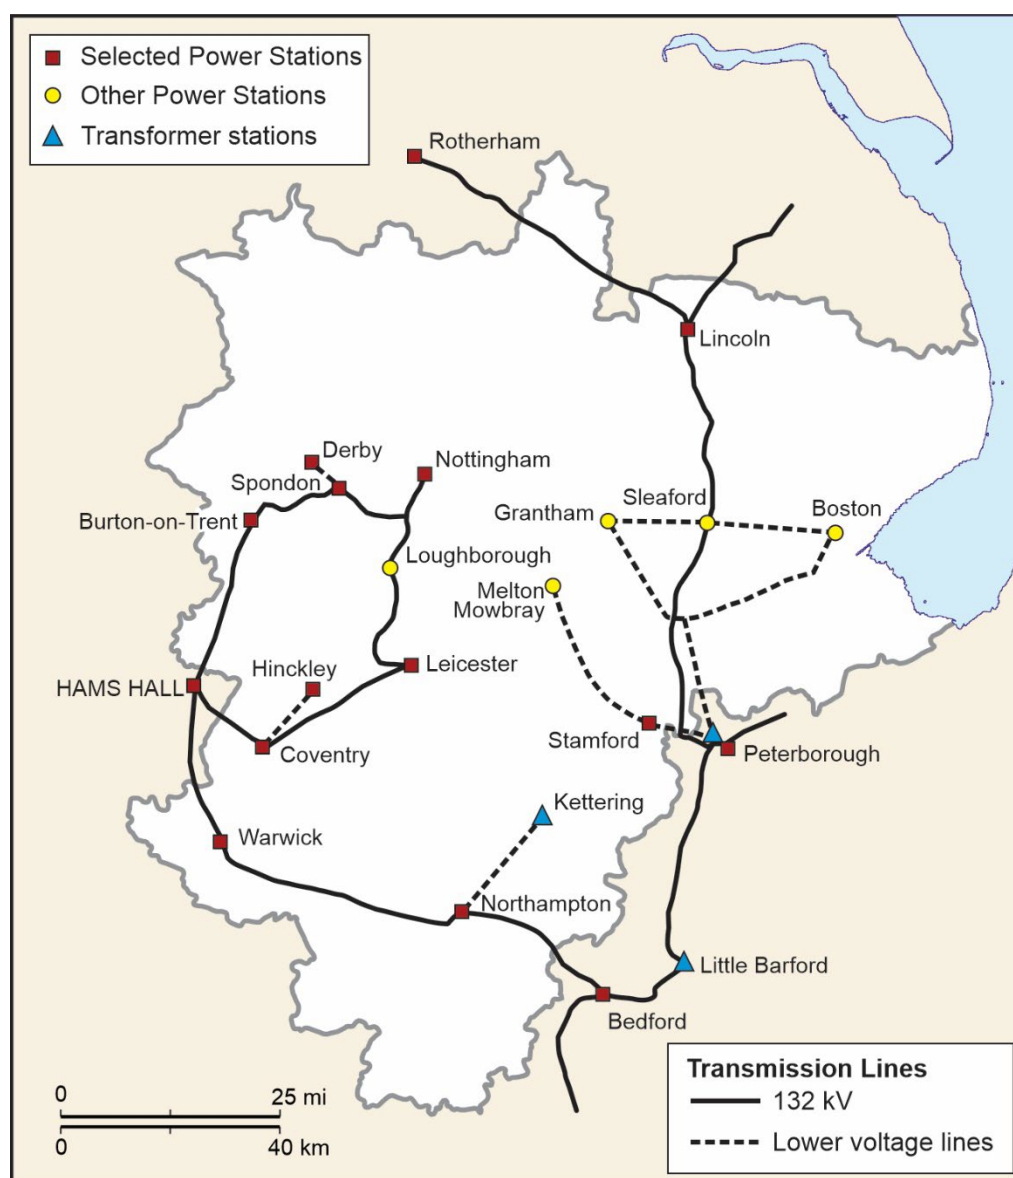 Selected Power Stations
Other Power Stations
Transformer stations
Rotherham
Lincoln
Derby
Nottingham
Spondon
Burton-on-Trent
Sleaford
Grantham
Boston
Loughborough
Melton
Mowbray
Hinckley
Leicester
HAMS HALL
Coventry
Stamford
Peterborough
Kettering
Warwick
Northampton
Little Barford
Bedford
0 25 mi
0 40 km
Transmission Lines
132 kV
Lower voltage lines